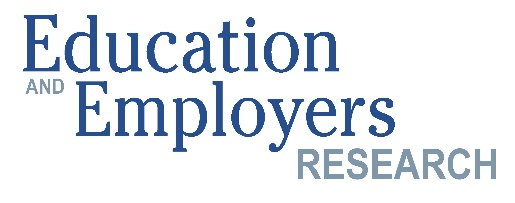 Education
AND Employers
RESEARCH